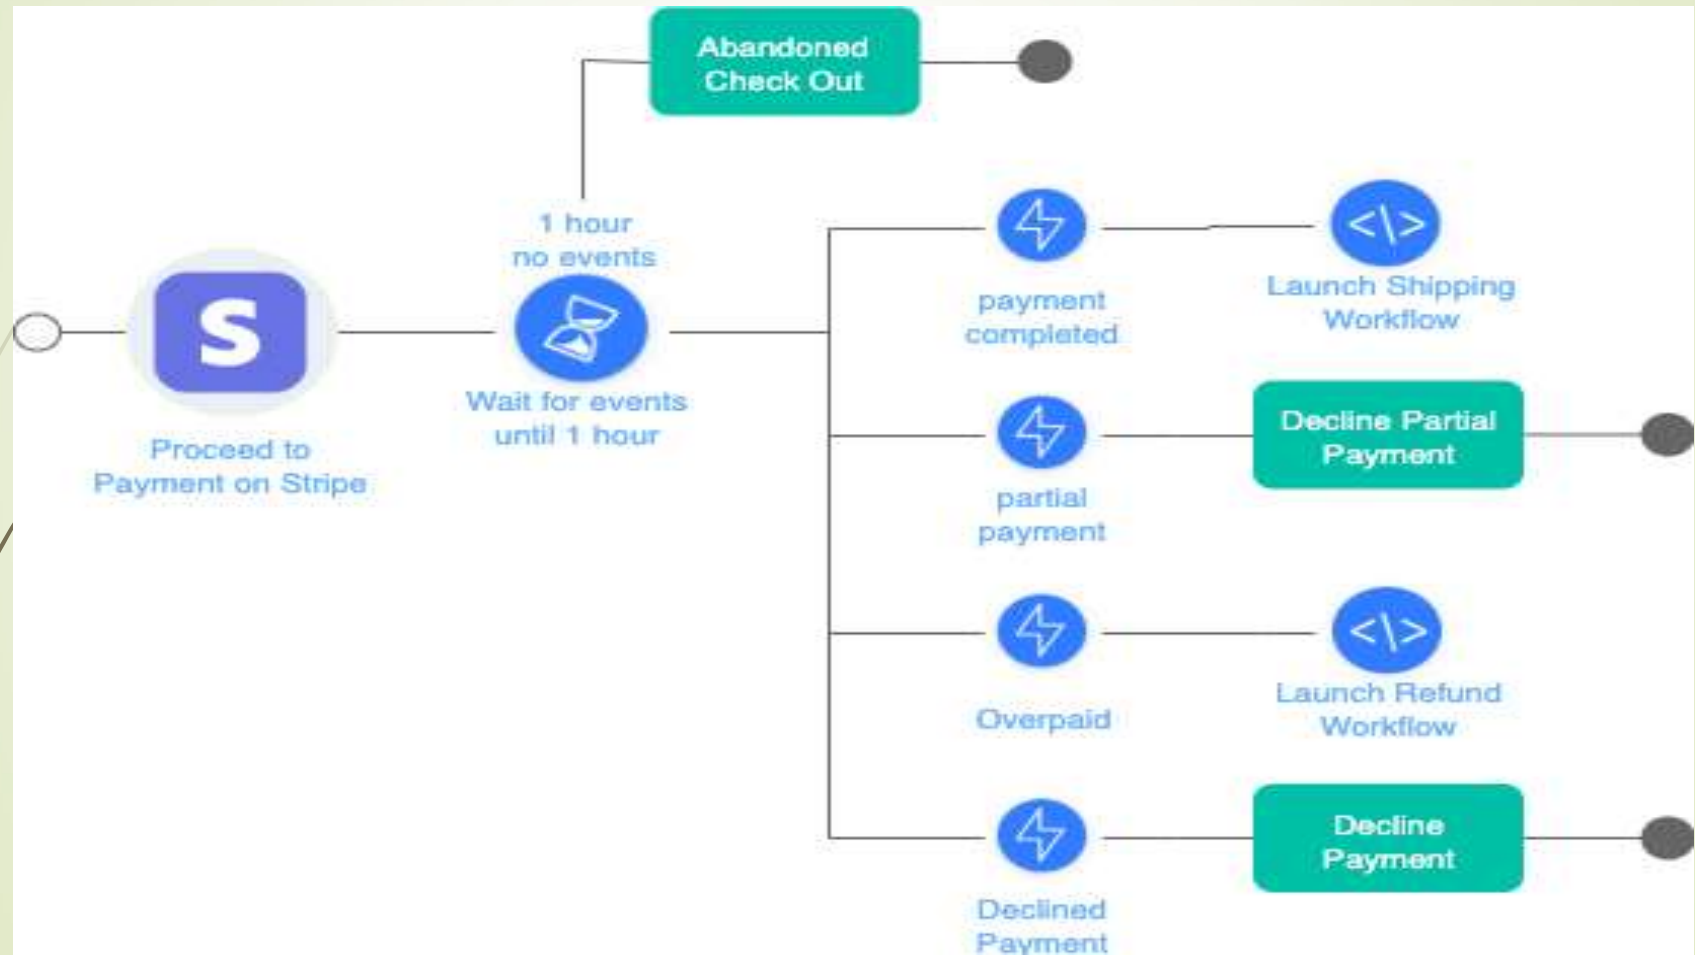 Abandoned
Check Out
1 hour
no events
S
Wait for events
until 1 hour
Proceed to
Payment on Stripe
payment
completed
<\>
Launch Shipping
Workflow
partial
payment
Decline Partial
Payment
Overpaid
<\>
Launch Refund
Workflow
Declined
Payment
Decline
Payment